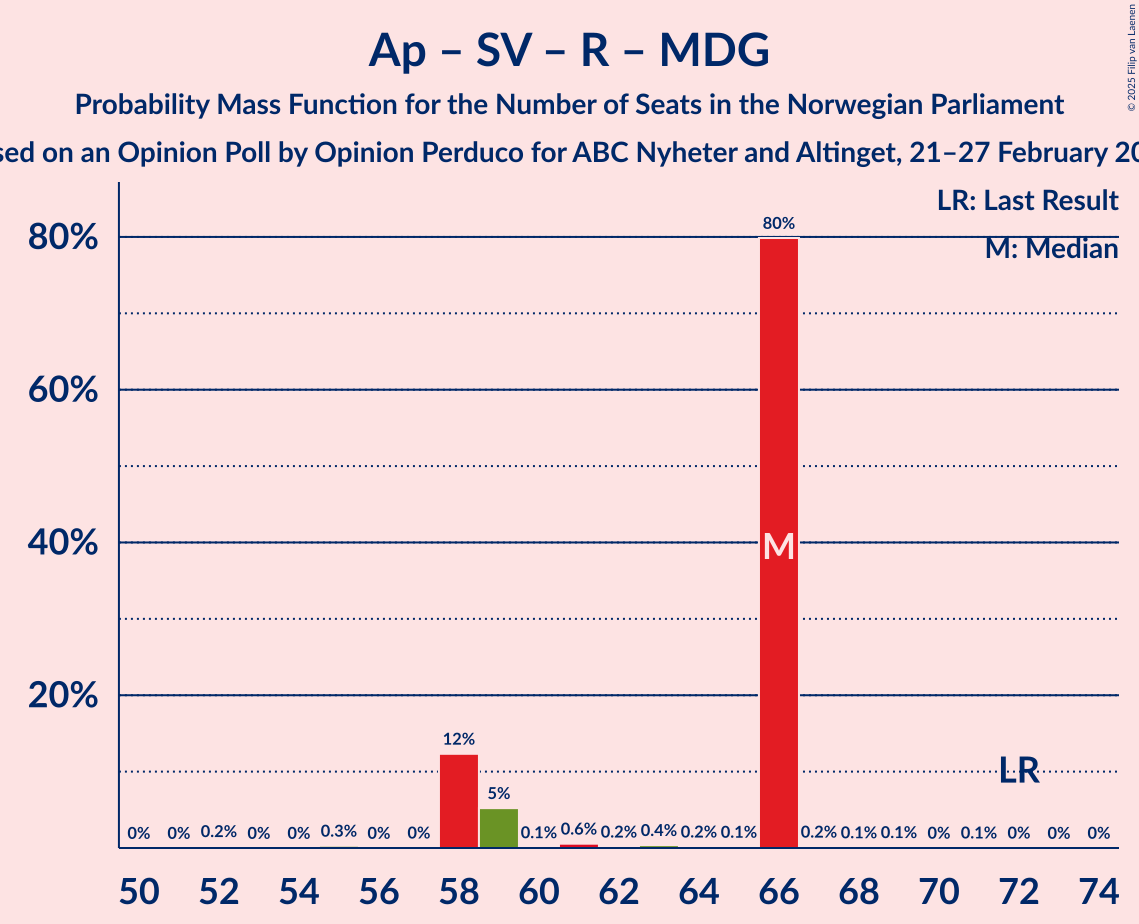 Ap – SV – R – MDG
Probability Mass Function for the Number of Seats in the Norwegian Parliament
on an Opinion Poll by Opinion Perduco for ABC Nyheter and Altinget, 21–27 February
© 2025 Filip van Laenen
LR: Last Result
M: Median
80%
60%
40%
20%
0% 0% 0.2% 0% 0% 0.3% 0% 0% 12% 5% 0.1% 0.6% 0.2% 0.4% 0.2% 0.1% 80% 0.2% 0.1% 0.1% 0% 0.1% 0% 0% 0%
M
LR
50 52 54 56 58 60 62 64 66 68 70 72 74